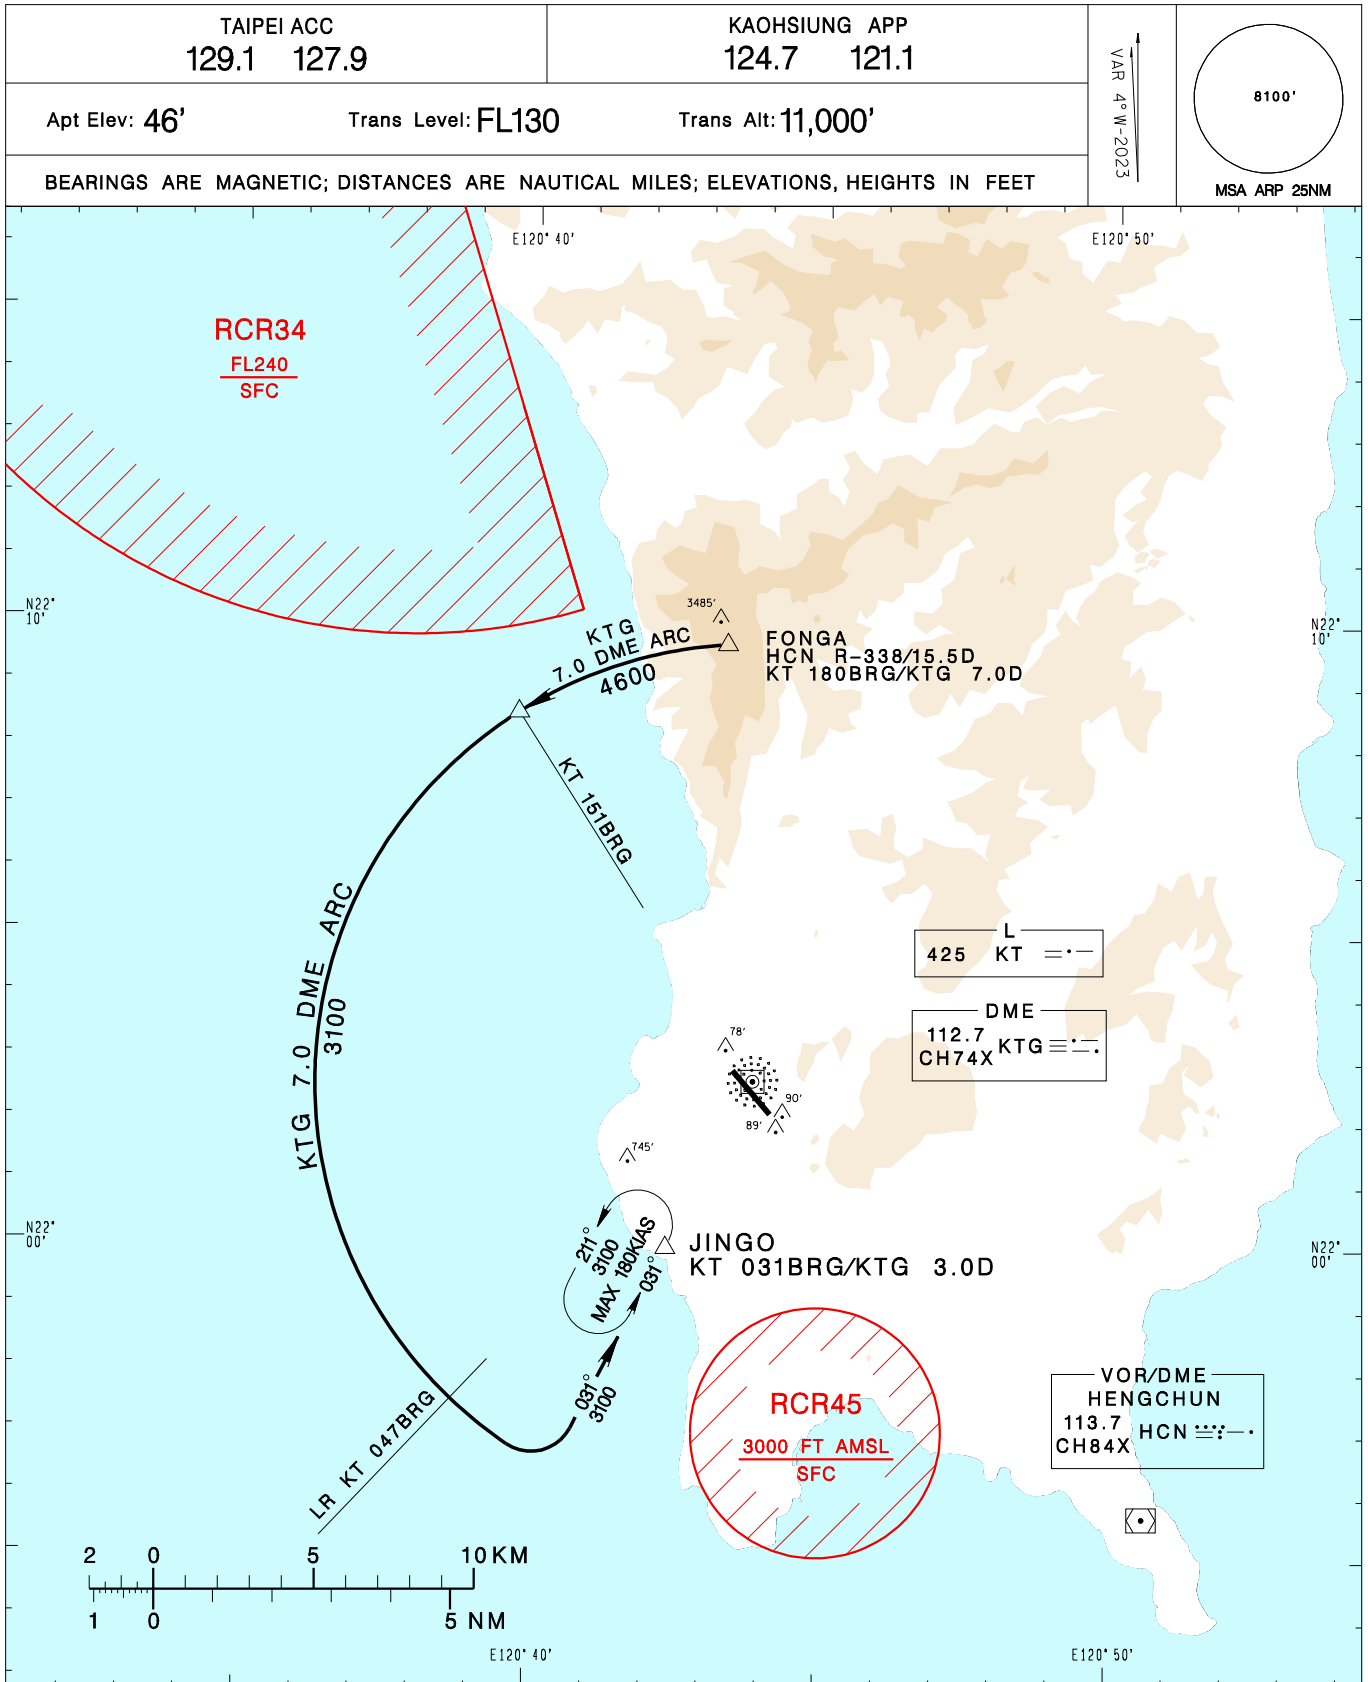 TAIPEI ACC
129.1 127.9
KAOHSIUNG APP
124.7 121.1
Apt Elev: 46'
Trans Level: FL130
Trans Alt: 11,000'
BEARINGS ARE MAGNETIC; DISTANCES ARE NAUTICAL MILES; ELEVATIONS, HEIGHTS IN FEET
VAR 4° W-2023
8100'
MSA ARP 25NM
E120° 40'
E120° 50'
RCR34
FL240
SFC
N22°
10'
N22°
10'
3485'
KTG
7.0 DME ARC
4600
FONGA
HCN R-338/15.5D
KT 180BRG/KTG 7.0D
KT 151BRG
KTG 7.0 DME ARC
3100
L
425 KT
DME
112.7
CH74X
KTG
78'
90'
89'
745'
N22°
00'
N22°
00'
211°
3100
MAX 180KIAS
031°
JINGO
KT 031BRG/KTG 3.0D
031°
3100
LR KT 047BRG
RCR45
3000 FT AMSL
SFC
VOR/DME
HENGCHUN
113.7
CH84X
HCN
2 0 5 10 KM
1 0 5 NM
E120° 40'
E120° 50'